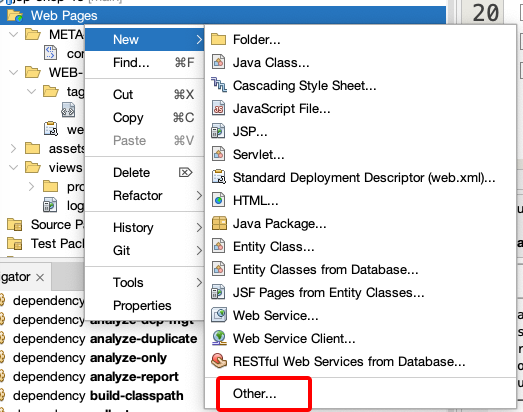 [main]
20
Web Pages
META
con
WEB-
tag
we
assets
views
pro
log
Source Pa
Test Pack
New
Find... ⌘F
Cut ⌘X
Copy ⌘C
Paste ⌘V
Delete ⌦
Refactor
History
Git
Tools
Properties
Folder...
Java Class...
Cascading Style Sheet...
JavaScript File...
JSP...
Servlet...
Standard Deployment Descriptor (web.xml)...
HTML...
Java Package...
Entity Class...
Entity Classes from Database...
JSF Pages from Entity Classes...
Web Service...
Web Service Client...
RESTful Web Services from Database...
Other...
igator ×
dependency
dependency analyze-dep-mgt
dependency analyze-duplicate
dependency analyze-only
dependency analyze-report
dependency build-classpath